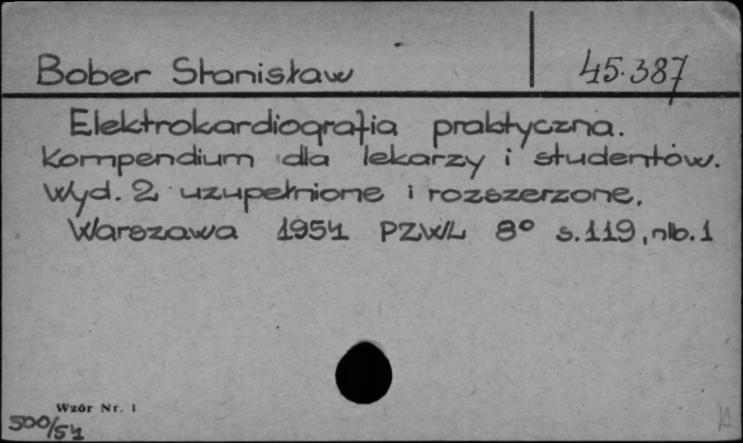 Bober Stanisław 45.387
Elektrokardiografia praktyczna.
Kompendium dla lekarzy i studentów.
Wyd. 2 uzupełnione i rozszerzone.
Warszawa 1954 PZWL 8° s.119, nlb.1
Wzór Nr. 1
500/54